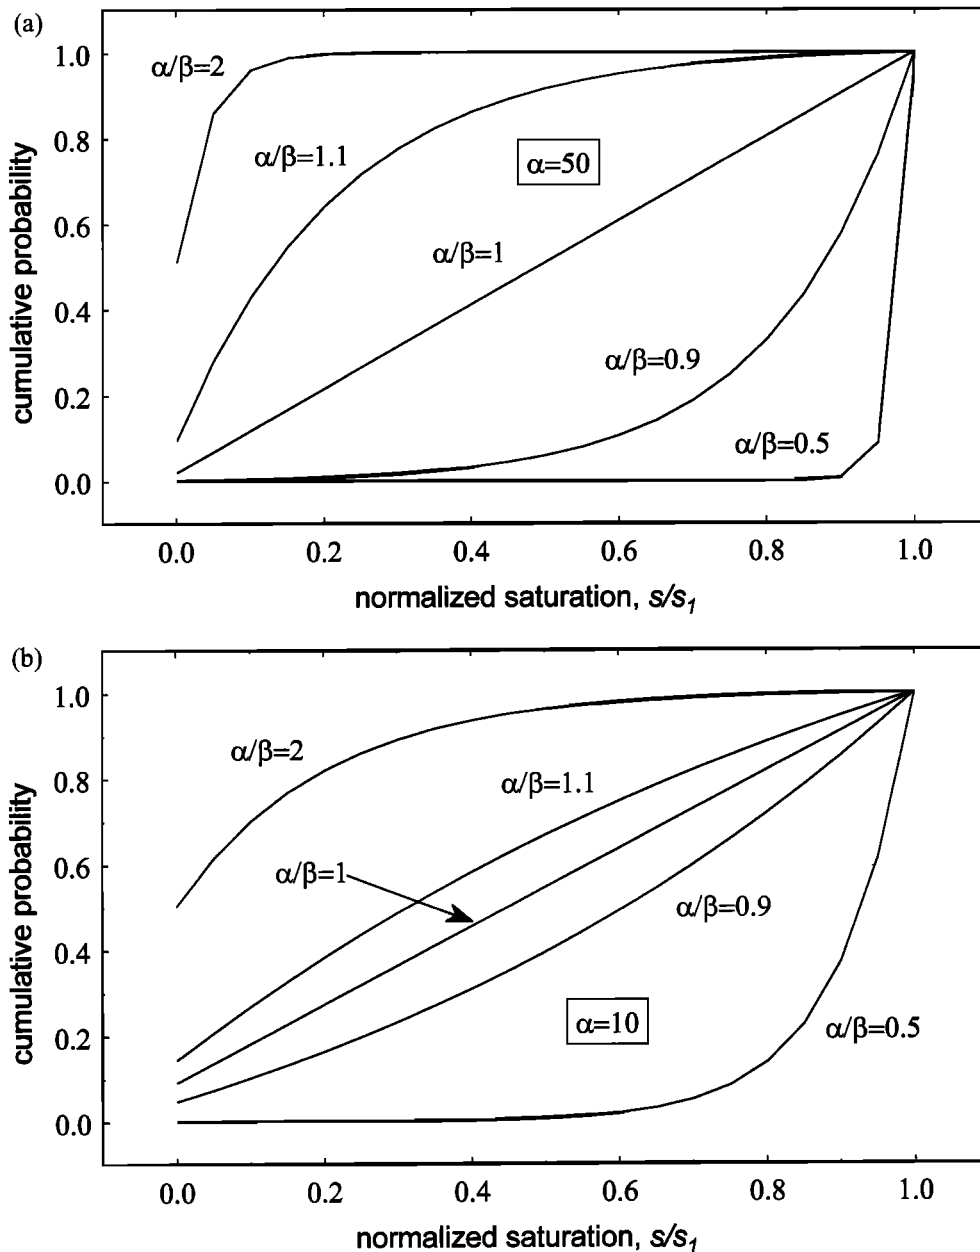 (a)
1.0
0.8
0.6
0.4
0.2
0.0
cumulative probability
α/β=2
α/β=1.1
α=50
α/β=1
α/β=0.9
α/β=0.5
0.0 0.2 0.4 0.6 0.8 1.0
normalized saturation, s/s1
(b)
1.0
0.8
0.6
0.4
0.2
0.0
cumulative probability
α/β=2
α/β=1.1
α/β=1
α/β=0.9
α=10
α/β=0.5
0.0 0.2 0.4 0.6 0.8 1.0
normalized saturation, s/s1